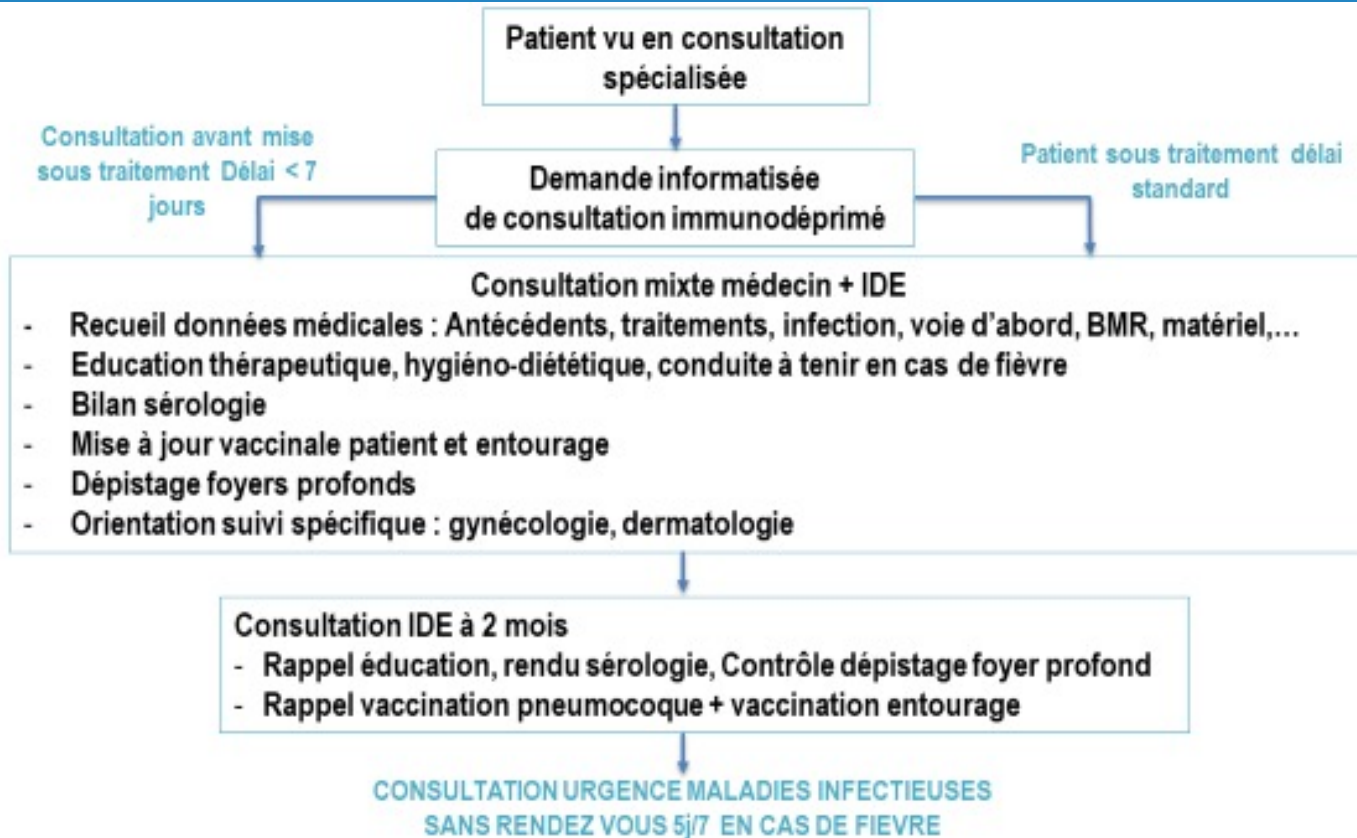 Patient vu en consultation
spécialisée
Consultation avant mise
sous traitement Délai < 7
jours
Demande informatisée
de consultation immunodéprimé
Patient sous traitement délai
standard
Consultation mixte médecin + IDE
- Recueil données médicales : Antécédents, traitements, infection, voie d'abord, BMR, matériel,...
- Education thérapeutique, hygiéno-diététique, conduite à tenir en cas de fièvre
- Bilan sérologie
- Mise à jour vaccinale patient et entourage
- Dépistage foyers profonds
- Orientation suivi spécifique : gynécologie, dermatologie
Consultation IDE à 2 mois
- Rappel éducation, rendu sérologie, Contrôle dépistage foyer profond
- Rappel vaccination pneumocoque + vaccination entourage
CONSULTATION URGENCE MALADIES INFECTIEUSES
SANS RENDEZ VOUS 5j/7 EN CAS DE FIEVRE